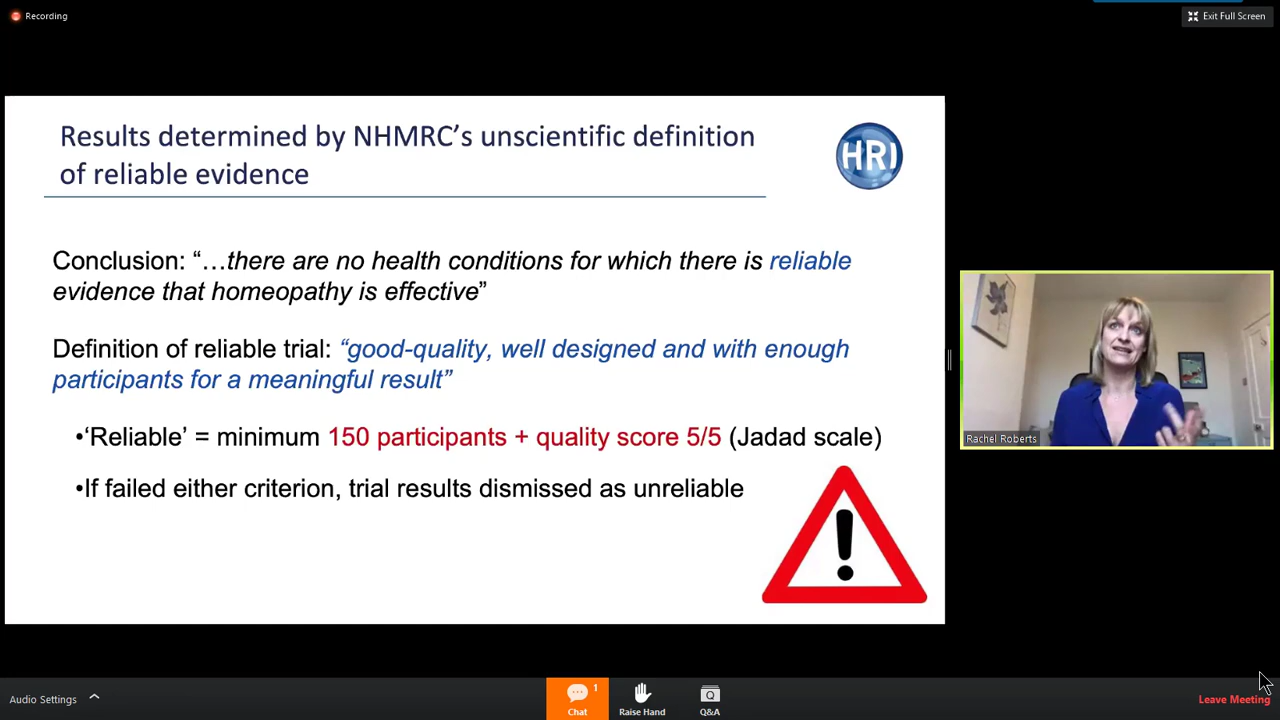 Recording
Exit Full Screen
Results determined by NHMRC’s unscientific definition
of reliable evidence
HRI
Conclusion: “…there are no health conditions for which there is reliable
evidence that homeopathy is effective”
Definition of reliable trial: “good-quality, well designed and with enough
participants for a meaningful result”
•‘Reliable’ = minimum 150 participants + quality score 5/5 (Jadad scale)
•If failed either criterion, trial results dismissed as unreliable
Rachel Roberts
Audio Settings
1
Chat
Raise Hand
Q
Q&A
Leave Meeting